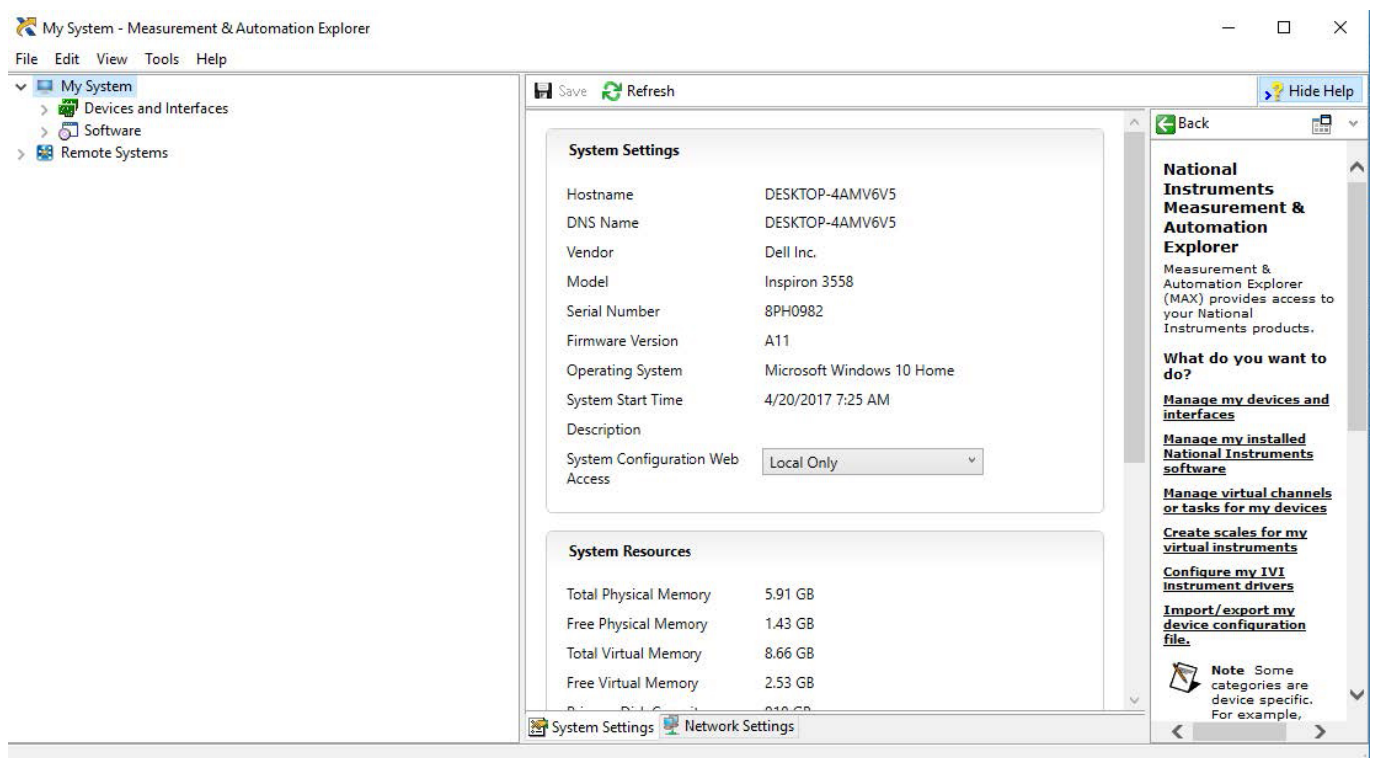 My System - Measurement & Automation Explorer
File Edit View Tools Help
My System
Devices and Interfaces
Software
Remote Systems
Save Refresh Hide Help
System Settings
Hostname DESKTOP-4AMV6V5
DNS Name DESKTOP-4AMV6V5
Vendor Dell Inc.
Model Inspiron 3558
Serial Number 8PH0982
Firmware Version A11
Operating System Microsoft Windows 10 Home
System Start Time 4/20/2017 7:25 AM
Description
System Configuration Web
Access
Local Only
System Resources
Total Physical Memory 5.91 GB
Free Physical Memory 1.43 GB
Total Virtual Memory 8.66 GB
Free Virtual Memory 2.53 GB
System Settings Network Settings
Back
National
Instruments
Measurement &
Automation
Explorer
Measurement &
Automation Explorer
(MAX) provides access to
your National
Instruments products.
What do you want to
do?
Manage my devices and
interfaces
Manage my installed
National Instruments
software
Manage virtual channels
or tasks for my devices
Create scales for my
virtual instruments
Configure my IVI
Instrument drivers
Import/export my
device configuration
file.
Note Some
categories are
device specific.
For example,